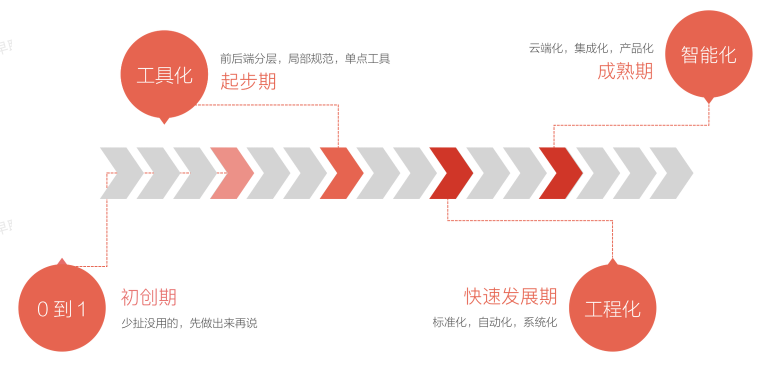 工具化
前后端分层，局部规范，单点工具
起步期
云端化，集成化，产品化
成熟期
智能化
0 到 1
初创期
少扯没用的，先做出来再说
快速发展期
标准化，自动化，系统化
工程化